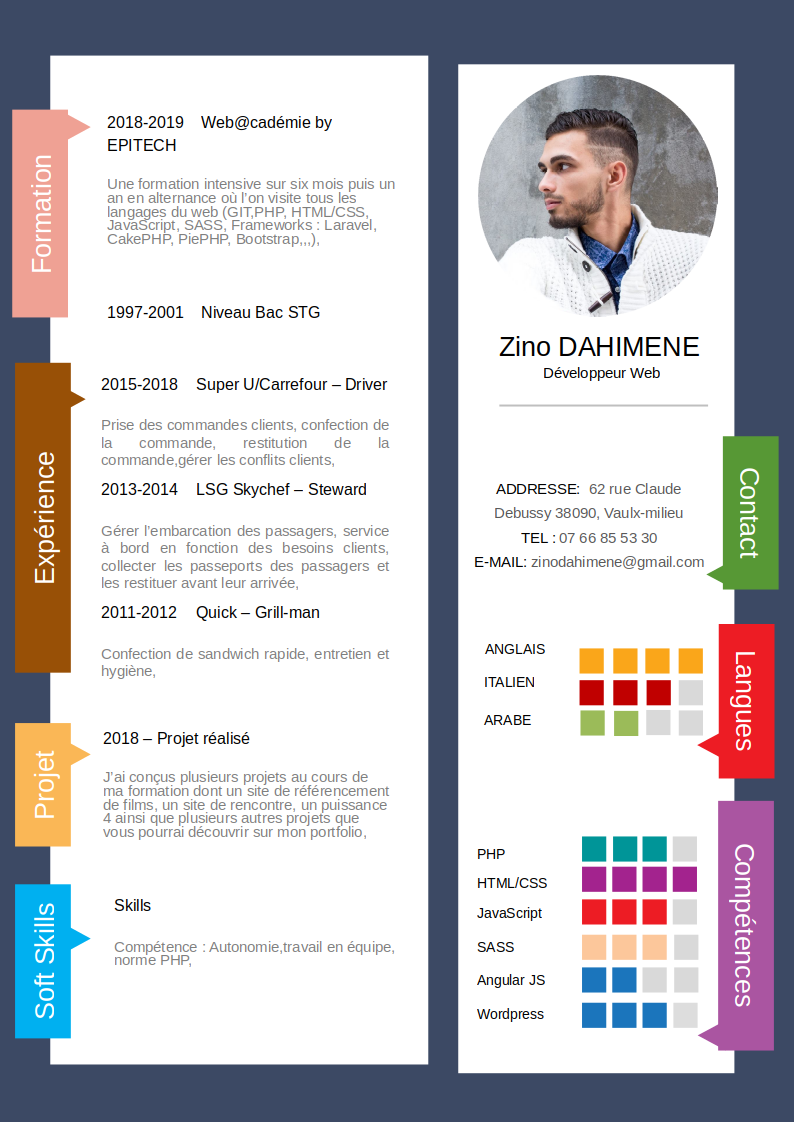 Formation
2018-2019 Web@cadémie by
EPITECH
Une formation intensive sur six mois puis un
an en alternance où l’on visite tous les
langages du web (GIT,PHP, HTML/CSS,
JavaScript, SASS, Frameworks : Laravel,
CakePHP, PiePHP, Bootstrap,,,),
1997-2001 Niveau Bac STG
Expérience
2015-2018 Super U/Carrefour – Driver
Prise des commandes clients, confection de
la commande, restitution de la
commande,gérer les conflits clients,
2013-2014 LSG Skychef – Steward
Gérer l’embarcation des passagers, service
à bord en fonction des besoins clients,
collecter les passeports des passagers et
les restituer avant leur arrivée,
2011-2012 Quick – Grill-man
Confection de sandwich rapide, entretien et
hygiène,
Projet
2018 – Projet réalisé
J’ai conçus plusieurs projets au cours de
ma formation dont un site de référencement
de films, un site de rencontre, un puissance
4 ainsi que plusieurs autres projets que
vous pourrai découvrir sur mon portfolio,
Soft Skills
Skills
Compétence : Autonomie,travail en équipe,
norme PHP,
Zino DAHIMENE
Développeur Web
Contact
ADDRESSE: 62 rue Claude
Debussy 38090, Vaulx-milieu
TEL : 07 66 85 53 30
E-MAIL: zinodahimene@gmail.com
Langues
ANGLAIS
ITALIEN
ARABE
Compétences
PHP
HTML/CSS
JavaScript
SASS
Angular JS
Wordpress